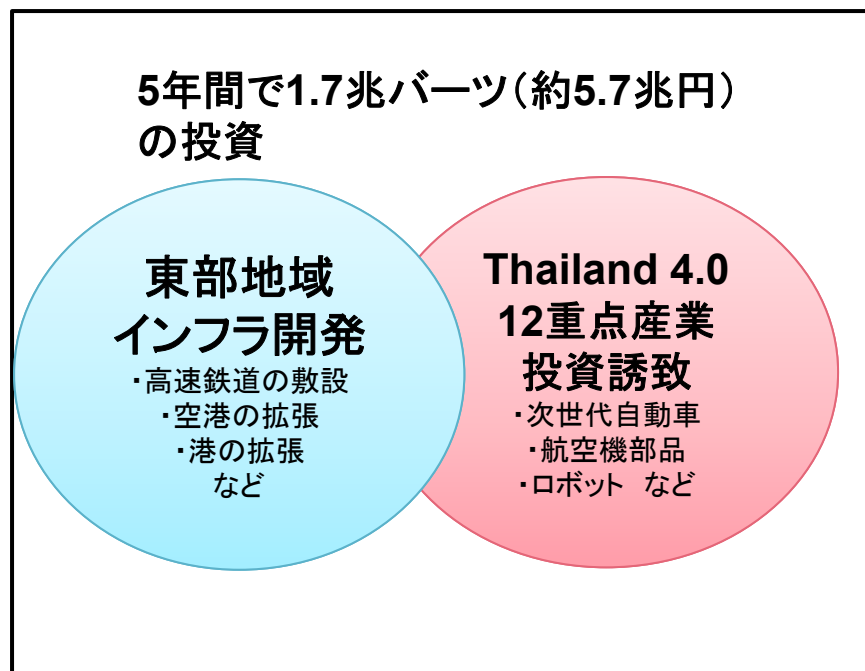 5年間で1.7兆バーツ（約5.7兆円）
の投資
東部地域
インフラ開発
・高速鉄道の敷設
・空港の拡張
・港の拡張
など
Thailand 4.0
12重点産業
投資誘致
・次世代自動車
・航空機部品
・ロボット　など